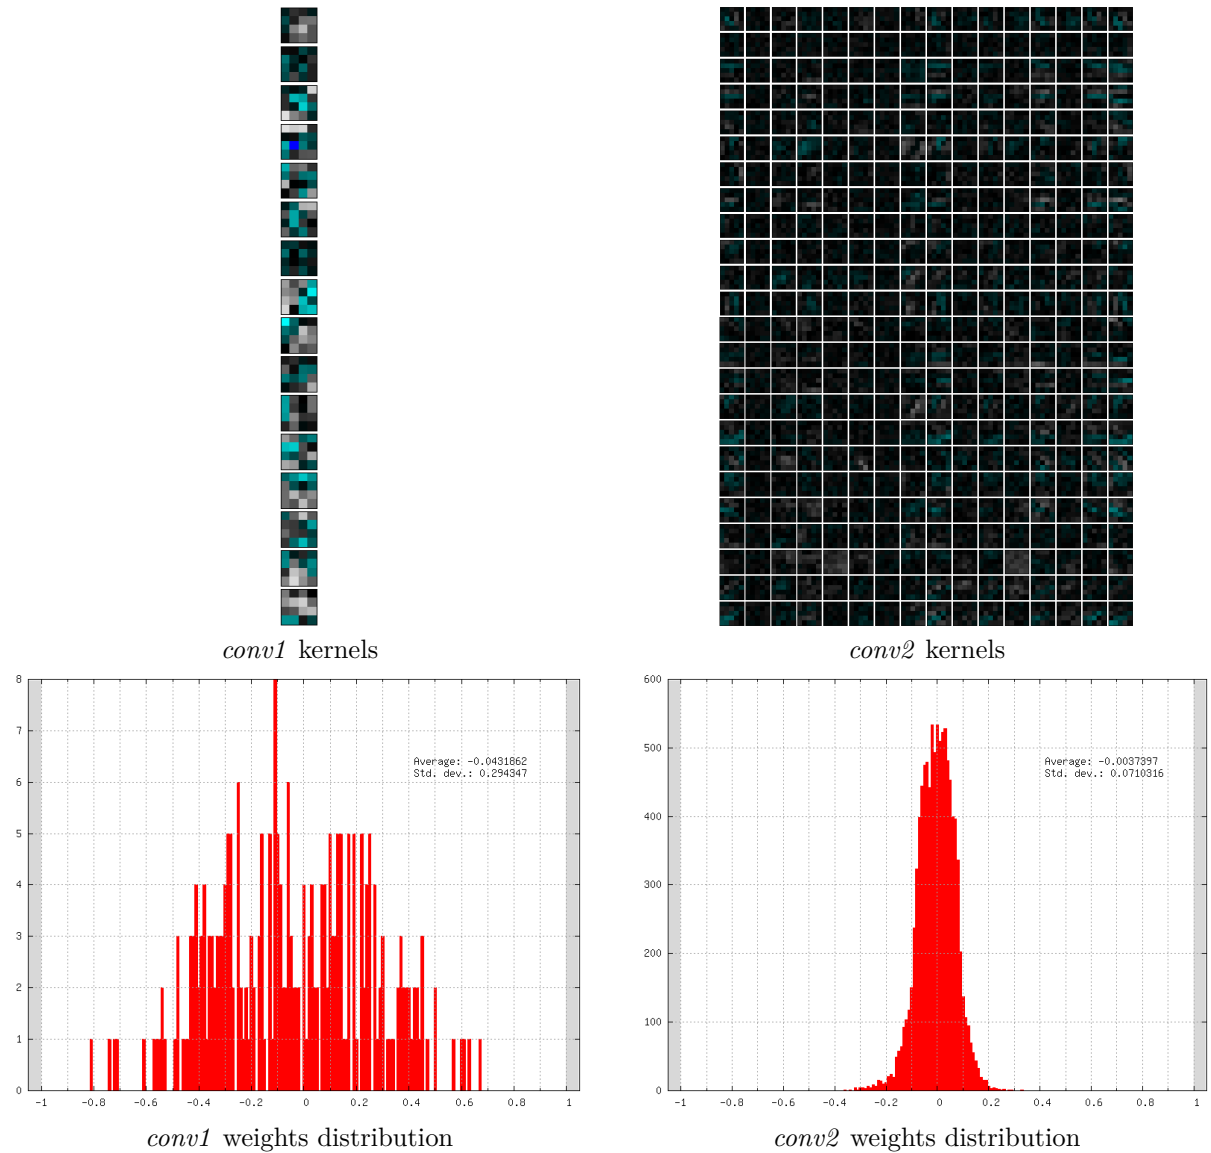 conv1 kernels
conv2 kernels
8
7
6
5
4
3
2
1
0
Average: -0.0431862
Std. dev.: 0.294347
-1 -0.8 -0.6 -0.4 -0.2 0 0.2 0.4 0.6 0.8 1
600
500
400
300
200
100
0
Average: -0.0037397
Std. dev.: 0.0710316
-1 -0.8 -0.6 -0.4 -0.2 0 0.2 0.4 0.6 0.8 1
conv1 weights distribution
conv2 weights distribution